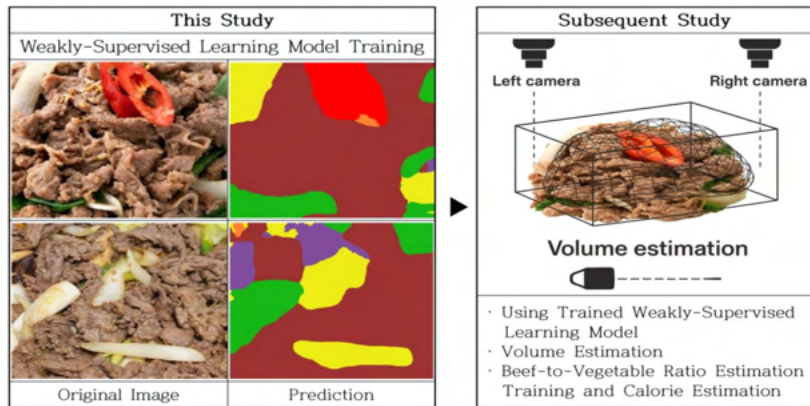 This Study
Weakly-Supervised Learning Model Training
Original Image
Prediction
Subsequent Study
Left camera
Right camera
Volume estimation
· Using Trained Weakly-Supervised
Learning Model
· Volume Estimation
· Beef-to-Vegetable Ratio Estimation
Training and Calorie Estimation